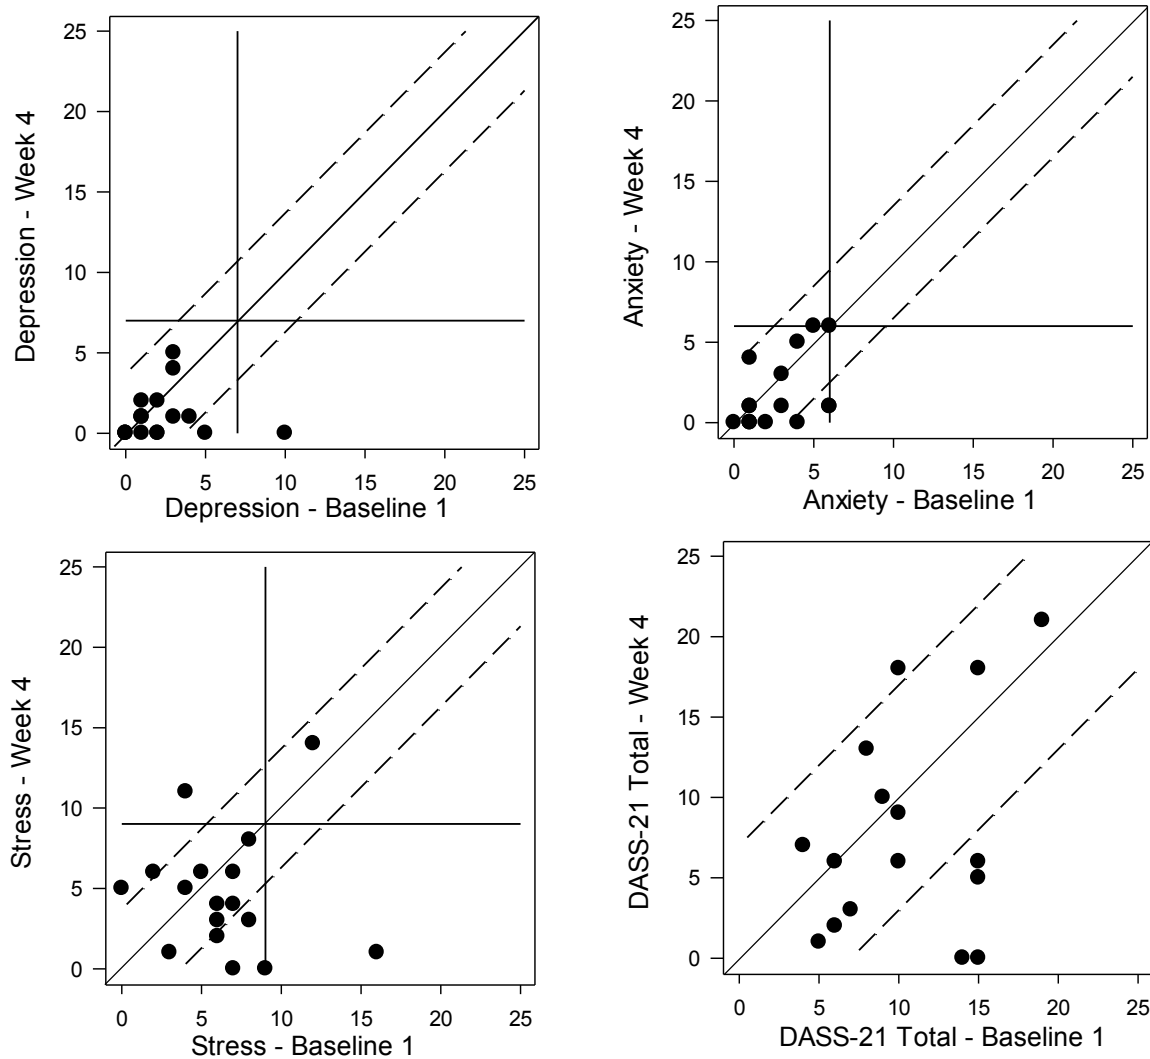 25
20
15
10
5
0
Depression - Week 4
0 5 10 15 20 25
Depression - Baseline 1
25
20
15
10
5
0
Anxiety - Week 4
0 5 10 15 20 25
Anxiety - Baseline 1
25
20
15
10
5
0
Stress - Week 4
0 5 10 15 20 25
Stress - Baseline 1
25
20
15
10
5
0
DASS-21 Total - Week 4
0 5 10 15 20 25
DASS-21 Total - Baseline 1